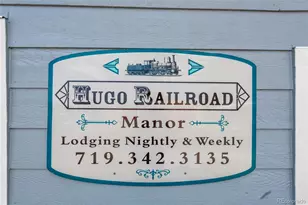 HUGO RAILROAD
Manor
Lodging Nightly & Weekly
719.342.3135